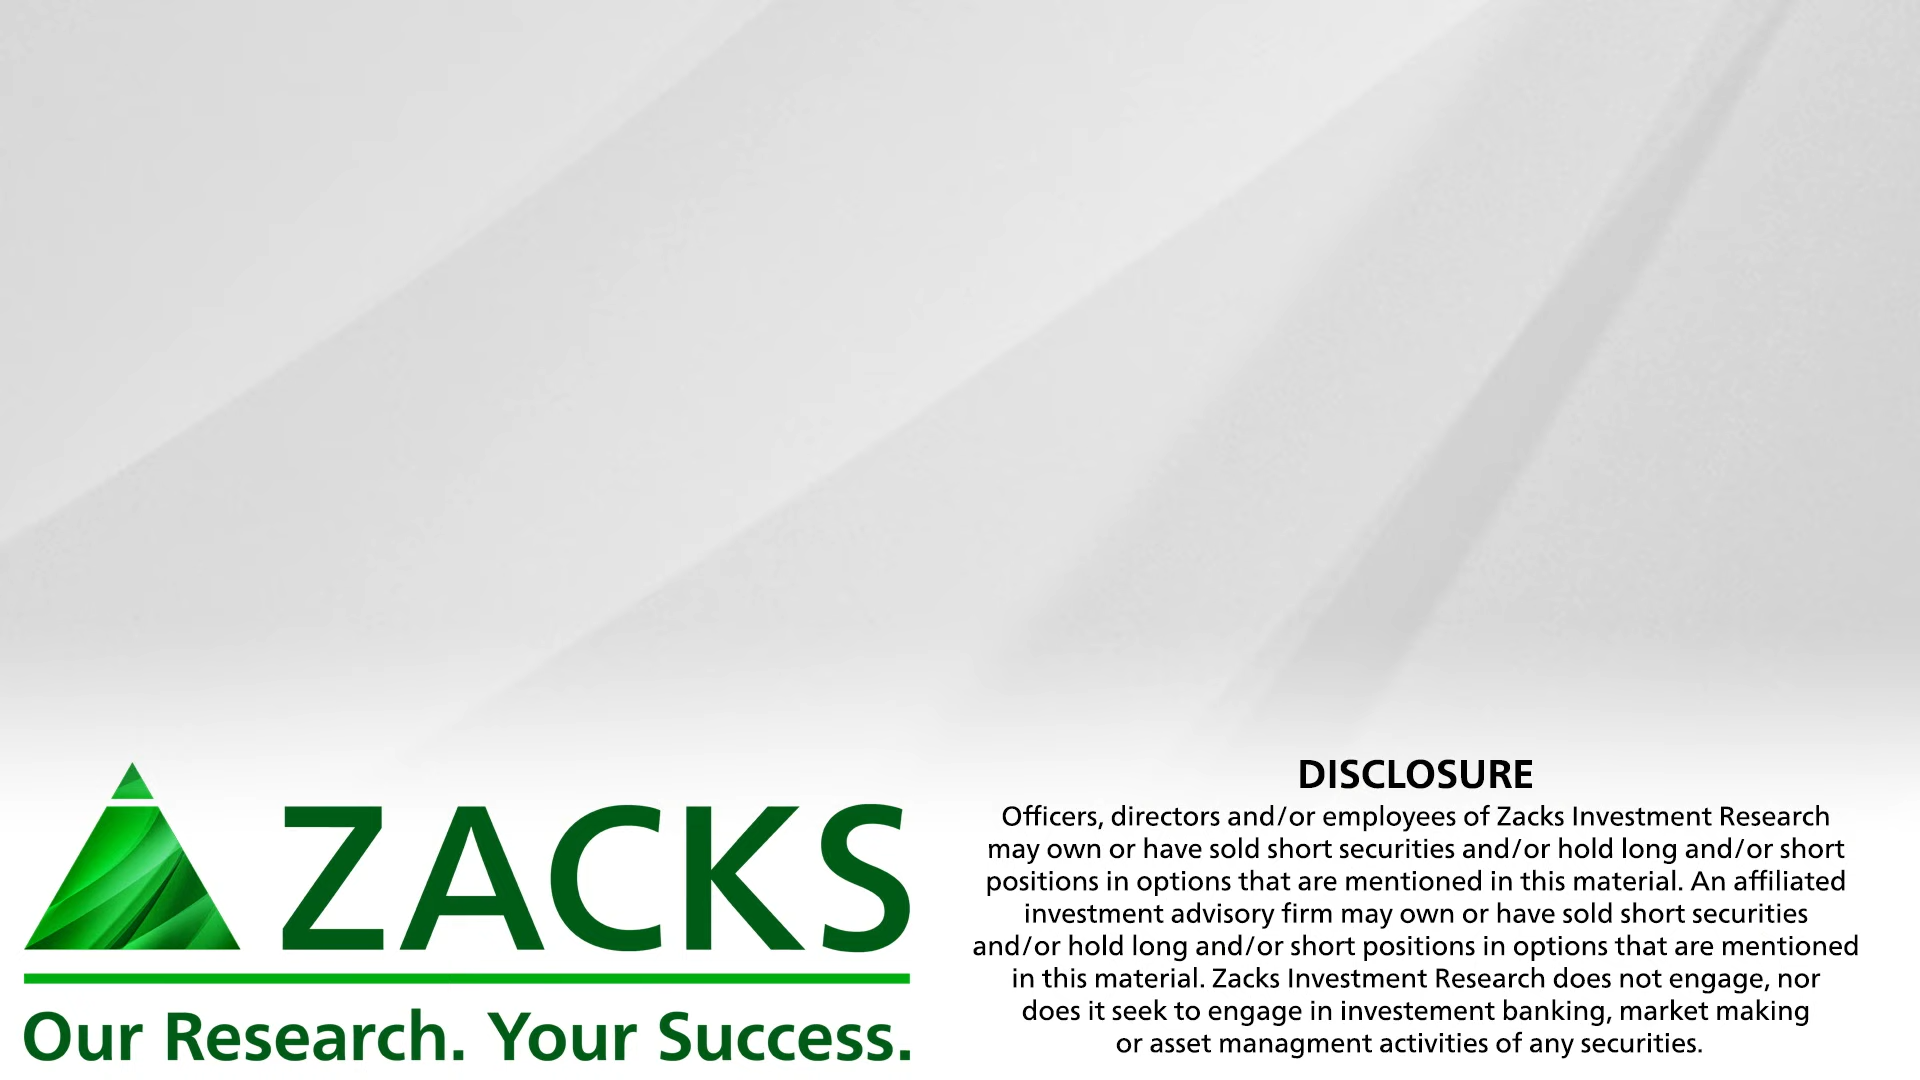 ZACKS
Our Research. Your Success.
DISCLOSURE
Officers, directors and/or employees of Zacks Investment Research
may own or have sold short securities and/or hold long and/or short
positions in options that are mentioned in this material. An affiliated
investment advisory firm may own or have sold short securities
and/or hold long and/or short positions in options that are mentioned
in this material. Zacks Investment Research does not engage, nor
does it seek to engage in investement banking, market making
or asset managment activities of any securities.